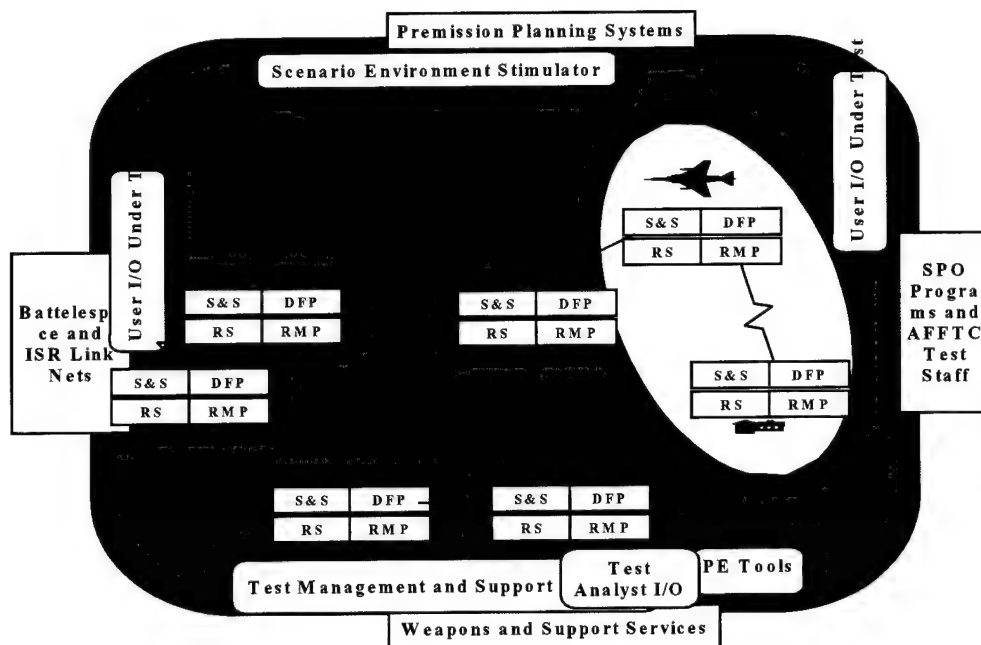 Premission Planning Systems
Scenario Environment Stimulator
User I/O Under Test
User I/O Under T
S&S DFP
RS RMP
SPO
Progra
ms and
AFFTC
Test
Staff
Battelesp
ce and
ISR Link
Nets
S&S DFP
RS RMP
S&S DFP
RS RMP
S&S DFP
RS RMP
S&S DFP
RS RMP
S&S DFP
RS RMP
S&S DFP
RS RMP
Test Management and Support
Test
Analyst I/O
PE Tools
Weapons and Support Services